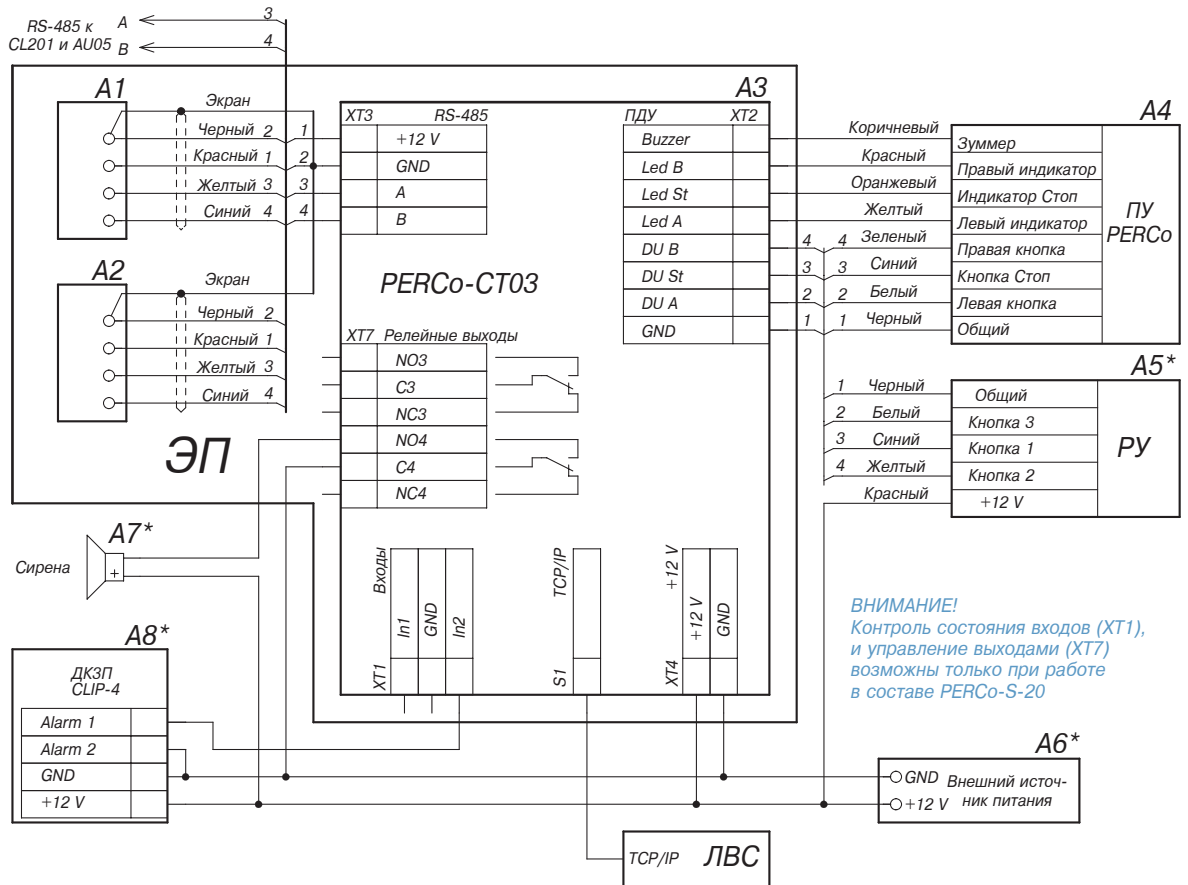 RS-485 к
CL201 и AU05
A
B
3
4
A1
Экран
Черный 2 1
Красный 1 2
Желтый 3 3
Синий 4 4
A2
Экран
Черный 2
Красный 1
Желтый 3
Синий 4
ЭП
A3
XT3 RS-485
+12 V
GND
A
B
PERCo-CT03
XT7 Релейные выходы
NO3
C3
NC3
NO4
C4
NC4
ПДУ XT2
Buzzer
Led B
Led St
Led A
DU B
DU St
DU A
GND
Коричневый
Красный
Оранжевый
Желтый
4 4 Зеленый
3 3 Синий
2 2 Белый
1 1 Черный
A4
Зуммер
Правый индикатор
Индикатор Стоп
Левый индикатор
Правая кнопка
Кнопка Стоп
Левая кнопка
Общий
ПУ
PERCo
A5*
1 Черный
2 Белый
3 Синий
4 Желтый
Красный
Общий
Кнопка 3
Кнопка 1
Кнопка 2
+12 V
РУ
A7*
Сирена
+
Входы
In1
GND
In2
XT1
TCP/IP
S1
+12 V
+12 V
GND
XT4
ВНИМАНИЕ!
Контроль состояния входов (XT1),
и управление выходами (XT7)
возможны только при работе
в составе PERCo-S-20
A8*
ДКЗП
CLIP-4
Alarm 1
Alarm 2
GND
+12 V
A6*
GND
+12 V
Внешний источ-
ник питания
TCP/IP ЛВС